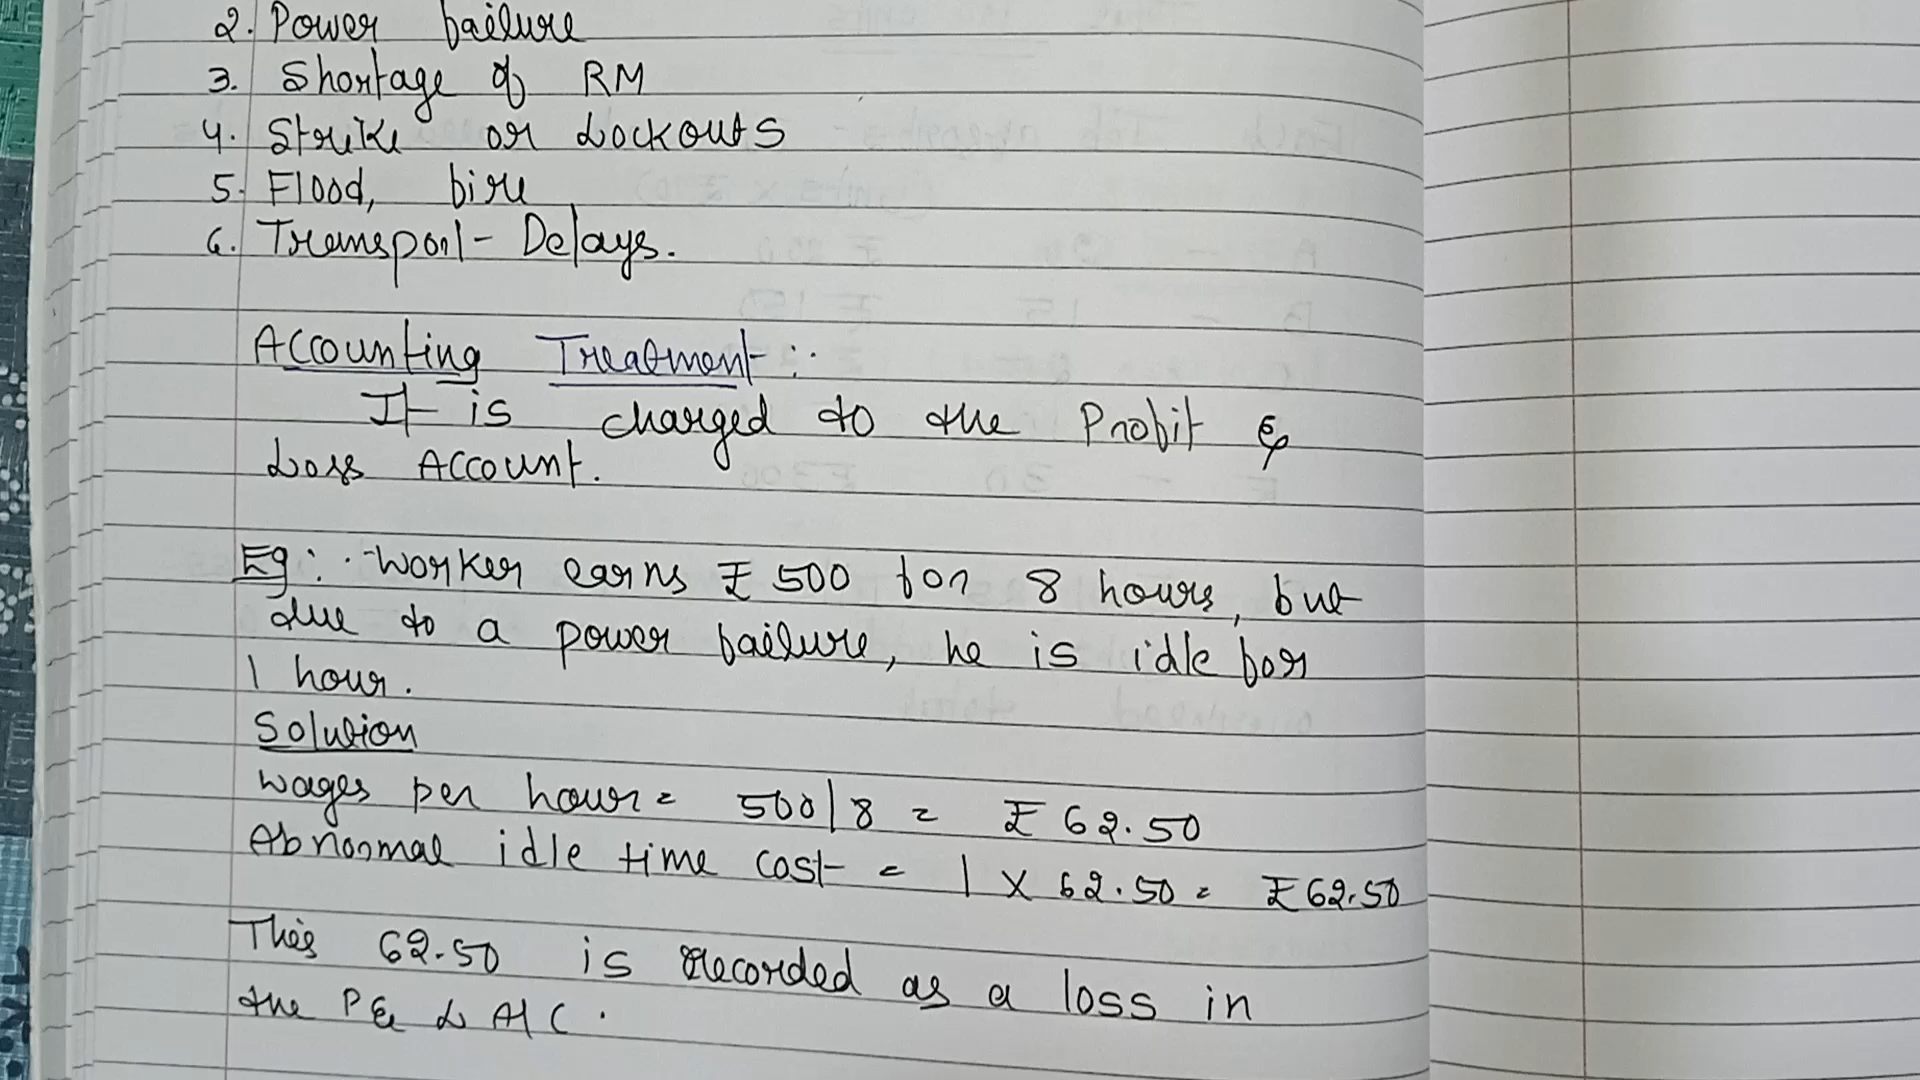 2. Power failure
3. Shortage of RM
4. Strike or Lockouts
5. Flood, fire
6. Transport Delays.
Accounting Treatment :.
It is charged to the Profit &
Loss Account.
Eg: . Worker earns ₹ 500 for 8 hours, but
due to a power failure, he is idle for
1 hour.
Solution
wages per hour = 500/8 = ₹ 62.50
Abnormal idle time cost = 1 x 62.50 = ₹62.50
This 62.50 is recorded as a loss in
the P& L A/C.